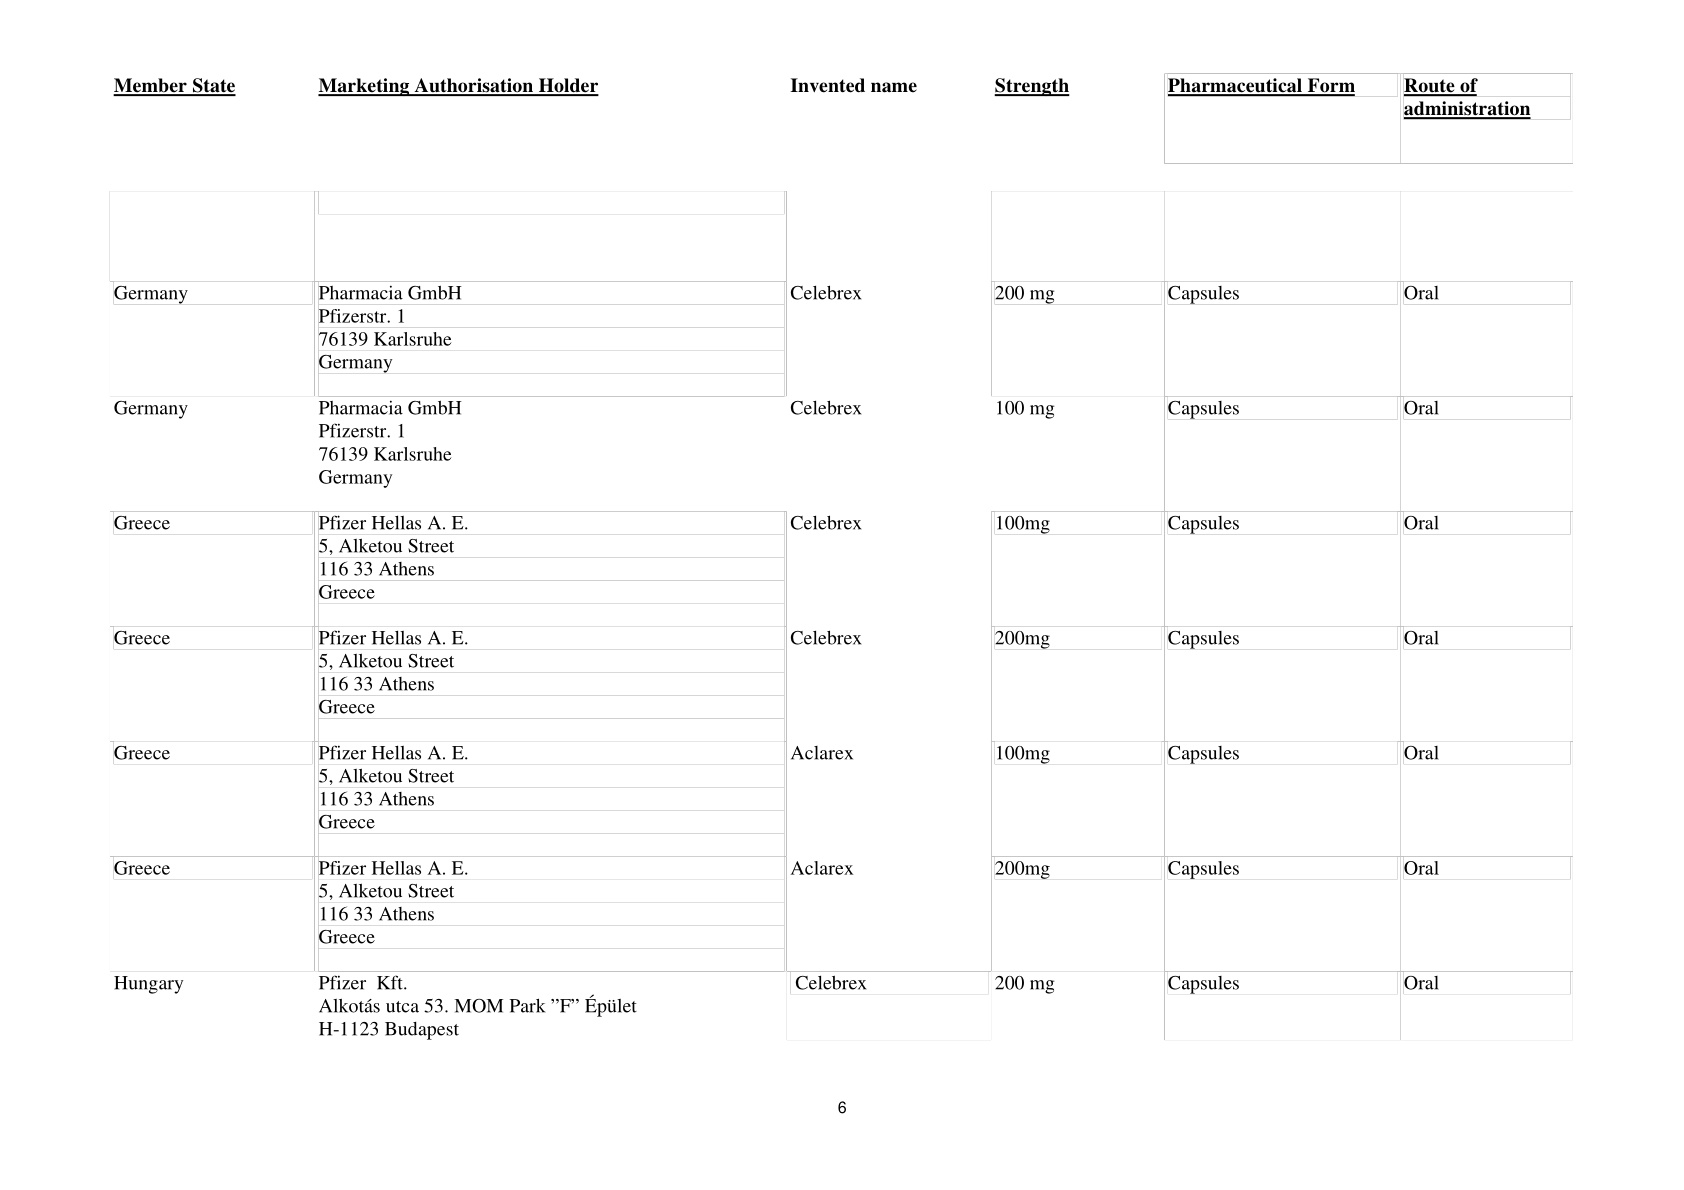 Member State Marketing Authorisation Holder Invented name Strength Pharmaceutical Form Route of
administration
Germany Pharmacia GmbH Celebrex 200 mg Capsules Oral
Pfizerstr. 1
76139 Karlsruhe
Germany
Germany Pharmacia GmbH Celebrex 100 mg Capsules Oral
Pfizerstr. 1
76139 Karlsruhe
Germany
Greece Pfizer Hellas A. E. Celebrex 100mg Capsules Oral
5, Alketou Street
116 33 Athens
Greece
Greece Pfizer Hellas A. E. Celebrex 200mg Capsules Oral
5, Alketou Street
116 33 Athens
Greece
Greece Pfizer Hellas A. E. Aclarex 100mg Capsules Oral
5, Alketou Street
116 33 Athens
Greece
Greece Pfizer Hellas A. E. Aclarex 200mg Capsules Oral
5, Alketou Street
116 33 Athens
Greece
Hungary Pfizer  Kft. Celebrex 200 mg Capsules Oral
Alkotás utca 53. MOM Park ”F” Épület
H-1123 Budapest
6